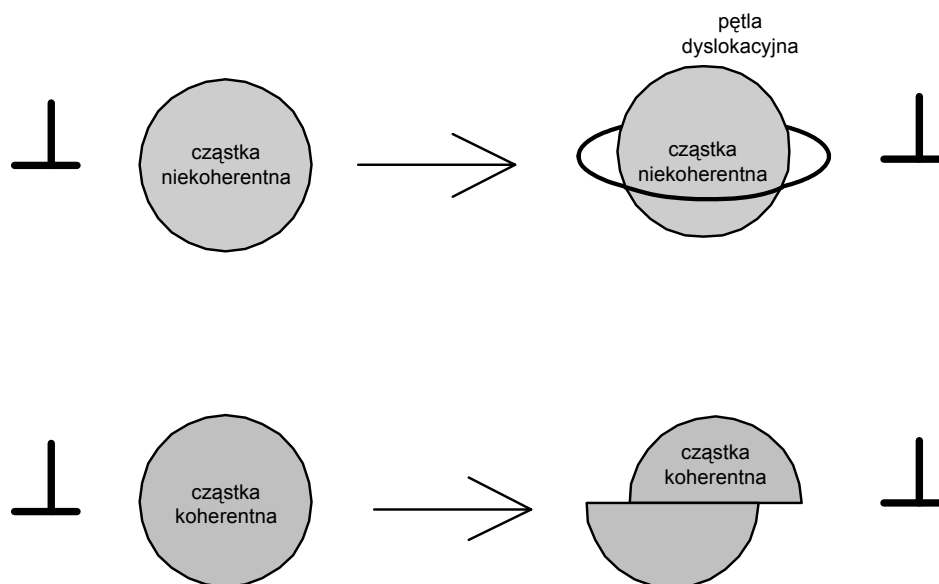 pętla
dyslokacyjna
cząstka
niekoherentna
cząstka
niekoherentna
cząstka
koherentna
cząstka
koherentna